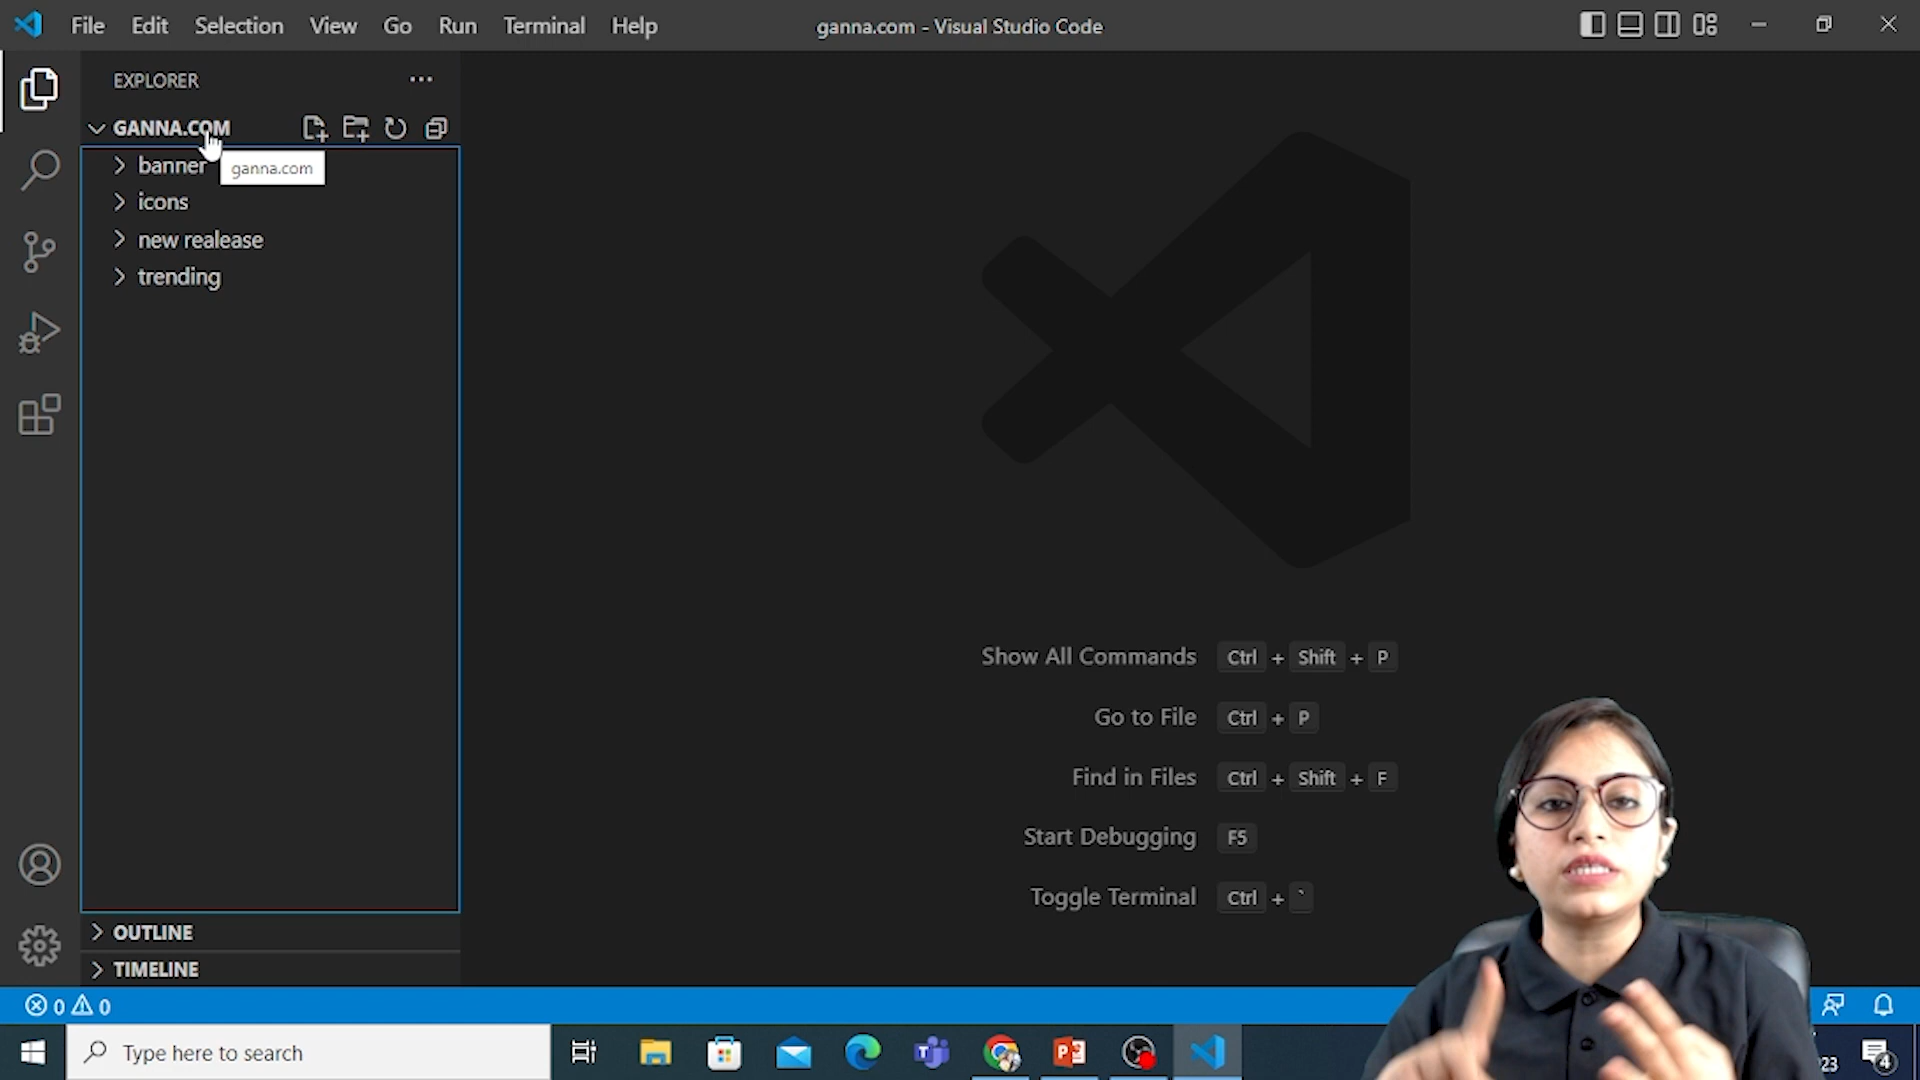 File Edit Selection View Go Run Terminal Help
ganna.com - Visual Studio Code
EXPLORER
GANNA.COM
banner
ganna.com
icons
new realease
trending
Show All Commands Ctrl + Shift + P
Go to File Ctrl + P
Find in Files Ctrl + Shift + F
Start Debugging F5
Toggle Terminal Ctrl + `
OUTLINE
TIMELINE
0 0
Type here to search
23
4